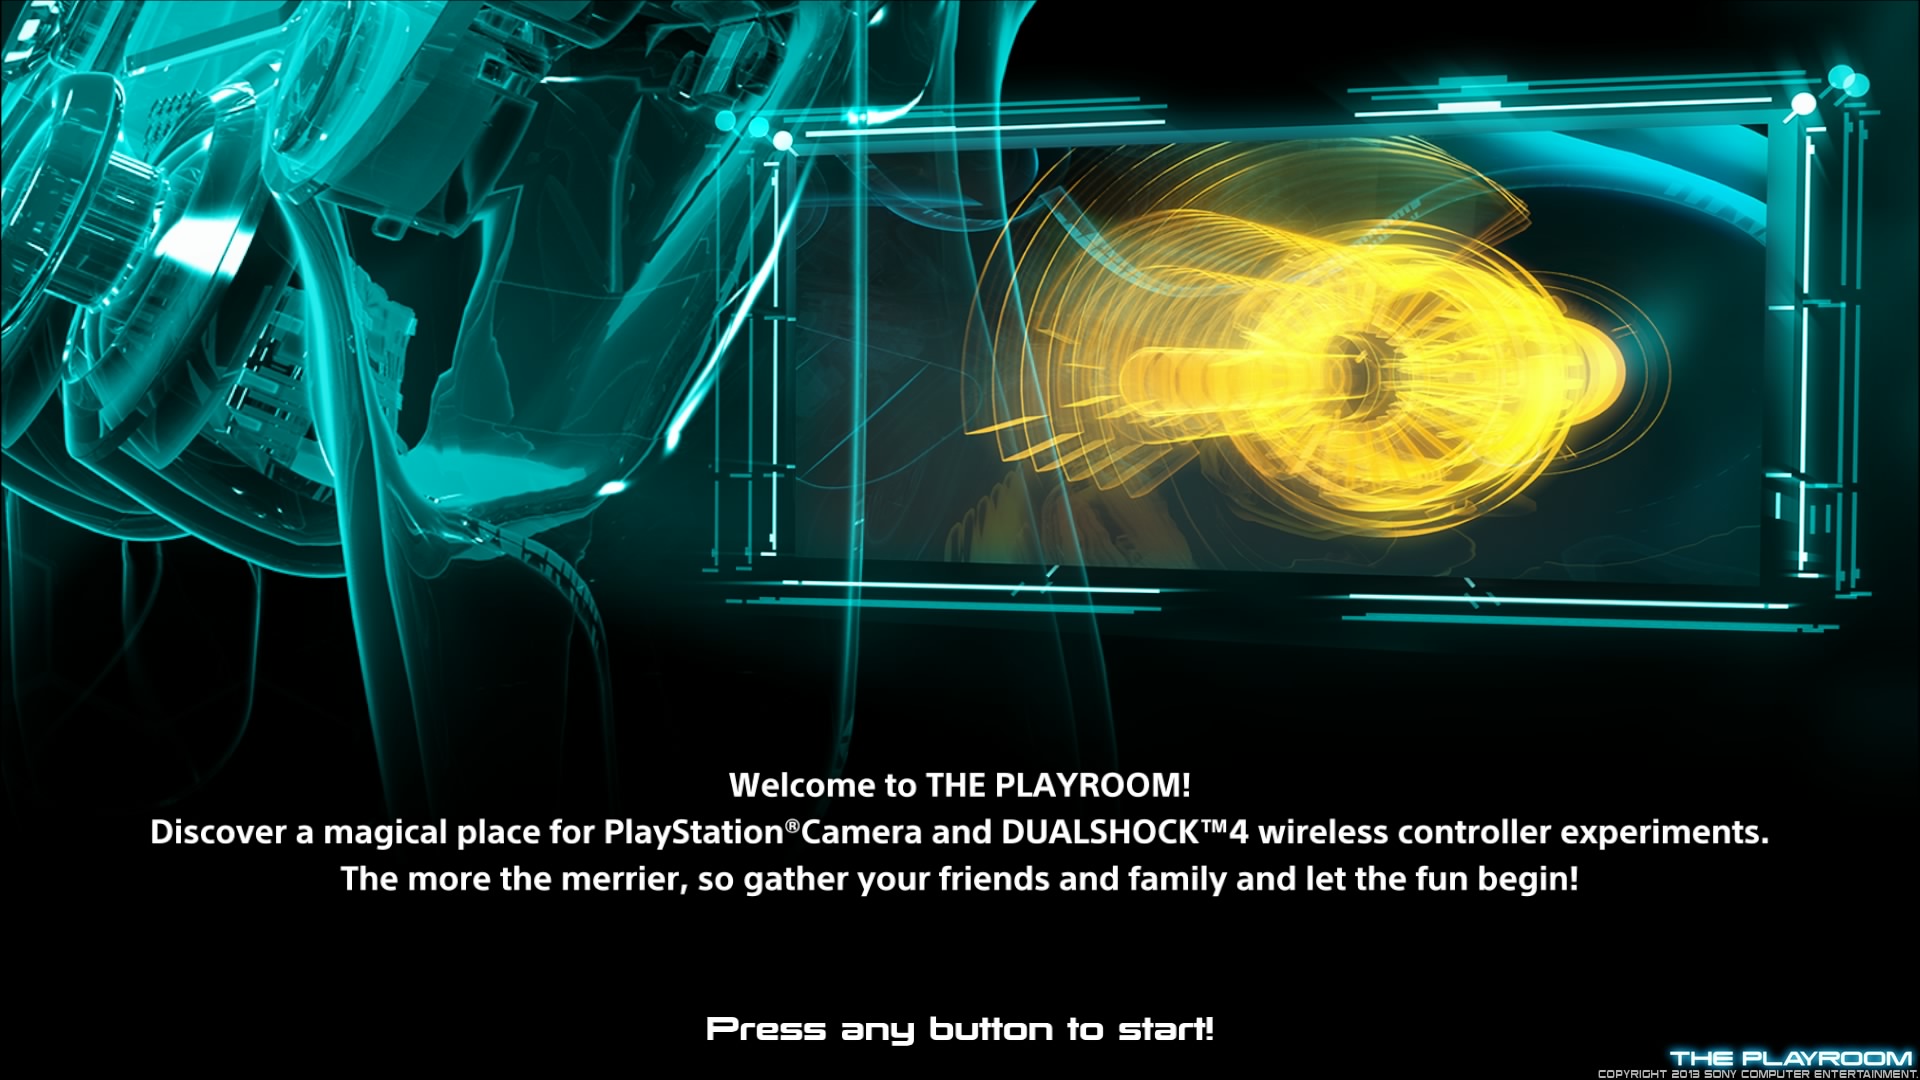 Welcome to THE PLAYROOM!
Discover a magical place for PlayStation®Camera and DUALSHOCK™4 wireless controller experiments.
The more the merrier, so gather your friends and family and let the fun begin!
Press any button to start!
THE PLAYROOM
COPYRIGHT 2013 SONY COMPUTER ENTERTAINMENT.